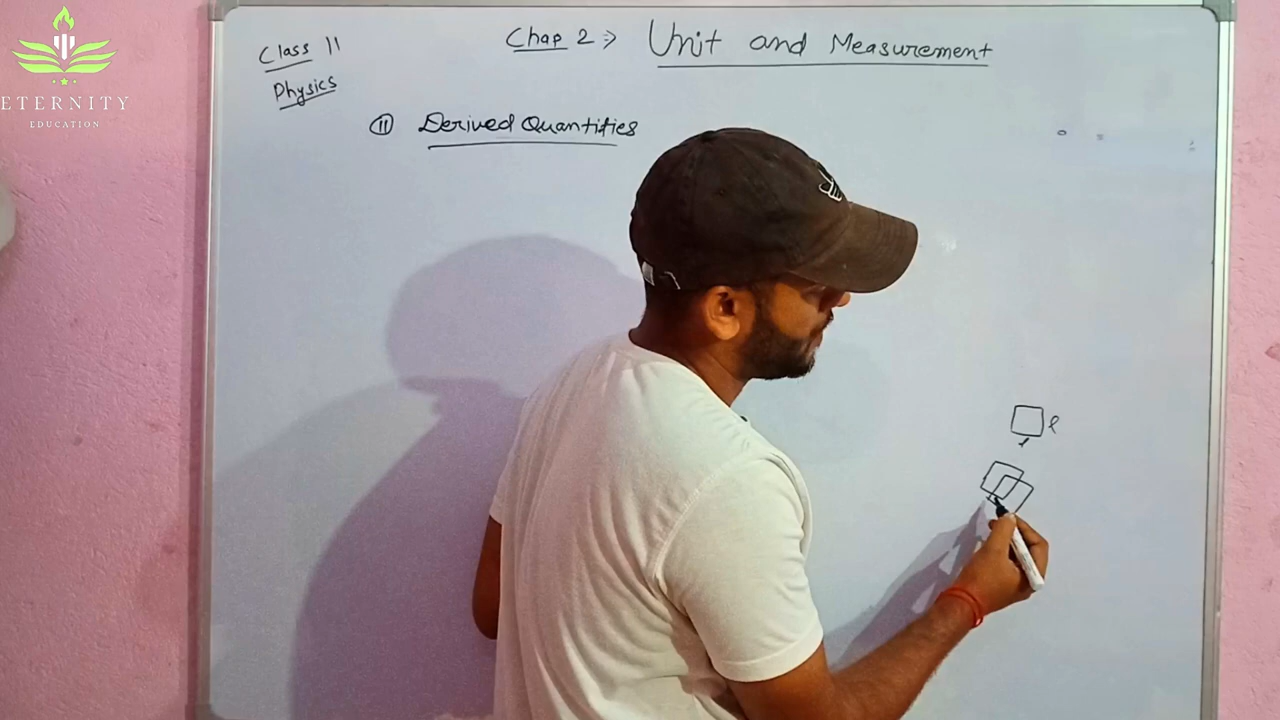 ETERNITY
EDUCATION
Class 11
Physics
Chap 2 :→ Unit and Measurement
(11) Derived Quantities
l